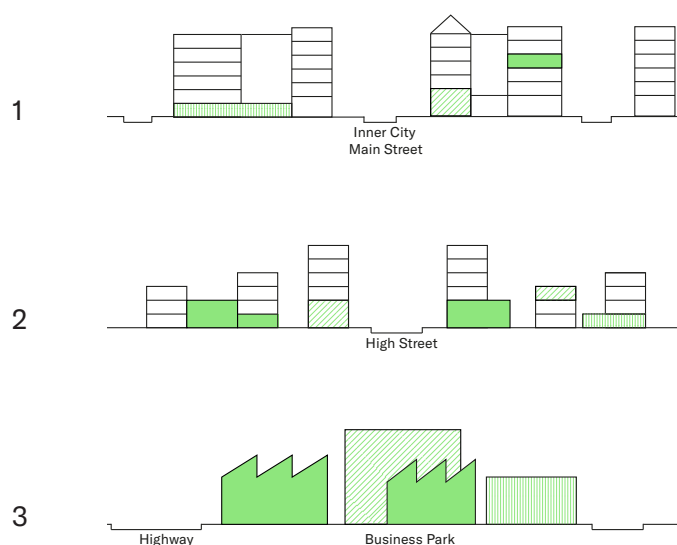 1
Inner City
Main Street
2
High Street
3
Highway
Business Park